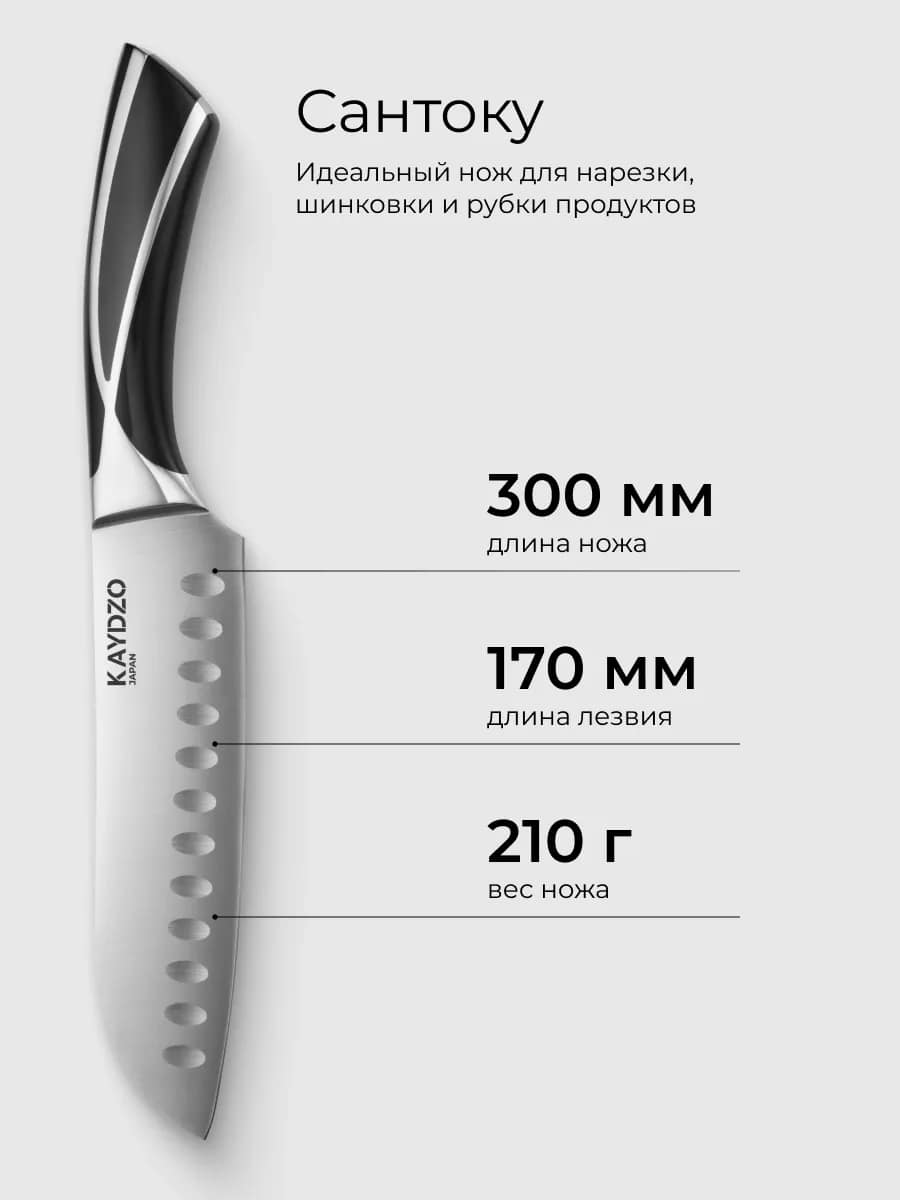 Сантоку
Идеальный нож для нарезки,
шинковки и рубки продуктов
300 мм
длина ножа
KAYDZO
JAPAN
170 мм
длина лезвия
210 г
вес ножа